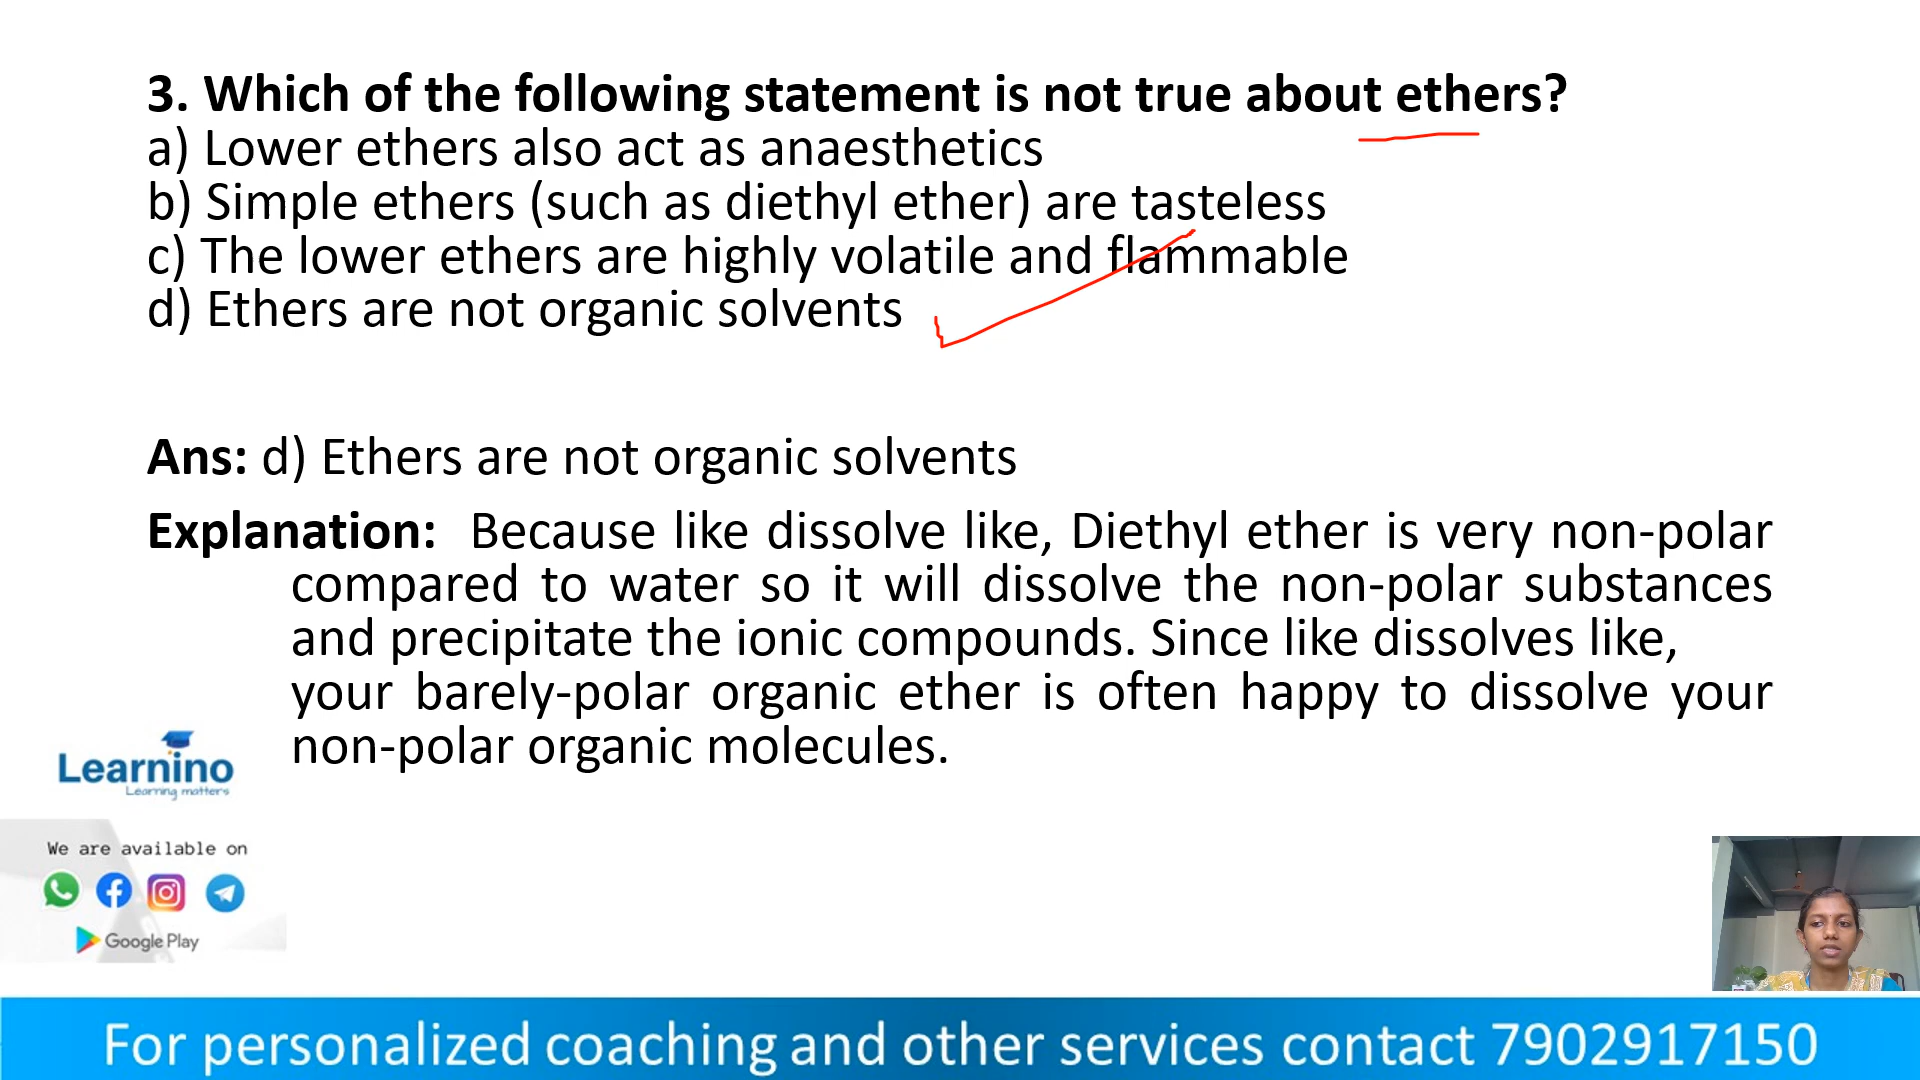 3. Which of the following statement is not true about ethers?
a) Lower ethers also act as anaesthetics
b) Simple ethers (such as diethyl ether) are tasteless
c) The lower ethers are highly volatile and flammable
d) Ethers are not organic solvents
Ans: d) Ethers are not organic solvents
Explanation: Because like dissolve like, Diethyl ether is very non-polar
compared to water so it will dissolve the non-polar substances
and precipitate the ionic compounds. Since like dissolves like,
your barely-polar organic ether is often happy to dissolve your
non-polar organic molecules.
Learnino
Learning matters
We are available on
Google Play
For personalized coaching and other services contact 7902917150